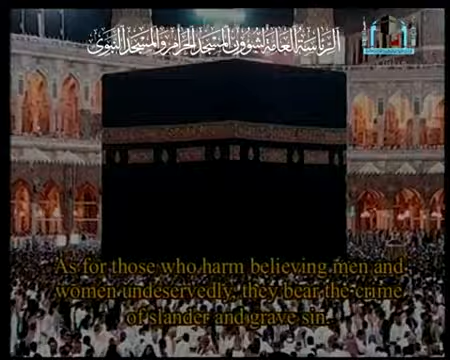 الرئاسة العامة لشؤون المسجد الحرام والمسجد النبوي
As for those who harm believing men and
women undeservedly, they bear the crime
of slander and grave sin.